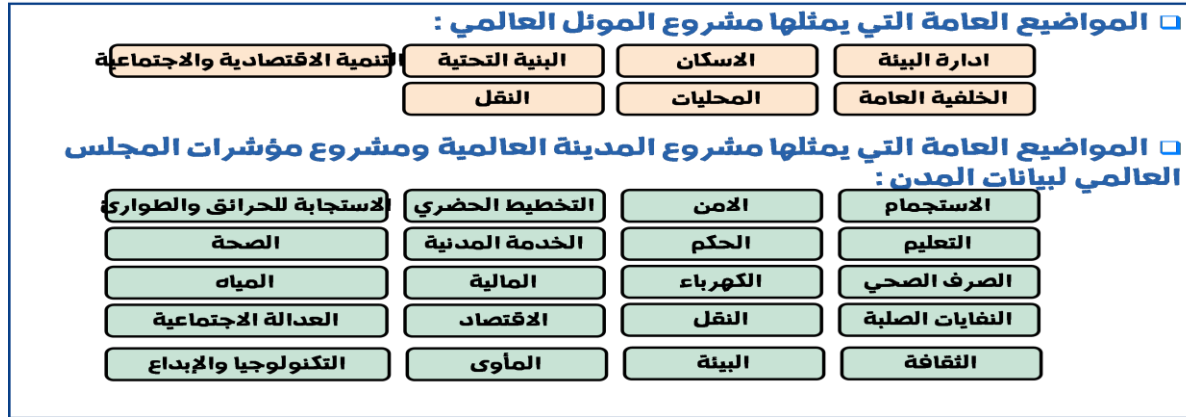 المواضيع العامة التي يمثلها مشروع الموئل العالمي :
ادارة البيئة الاسكان البنية التحتية التنمية الاقتصادية والاجتماعية
الخلفية العامة المحليات النقل
المواضيع العامة التي يمثلها مشروع المدينة العالمية ومشروع مؤشرات المجلس
العالمي لبيانات المدن :
الاستجمام الامن التخطيط الحضري الاستجابة للحرائق والطوارئ
التعليم الحكم الخدمة المدنية الصحة
الصرف الصحي الكهرباء المالية المياه
النفايات الصلبة النقل الاقتصاد العدالة الاجتماعية
الثقافة البيئة المأوى التكنولوجيا والإبداع